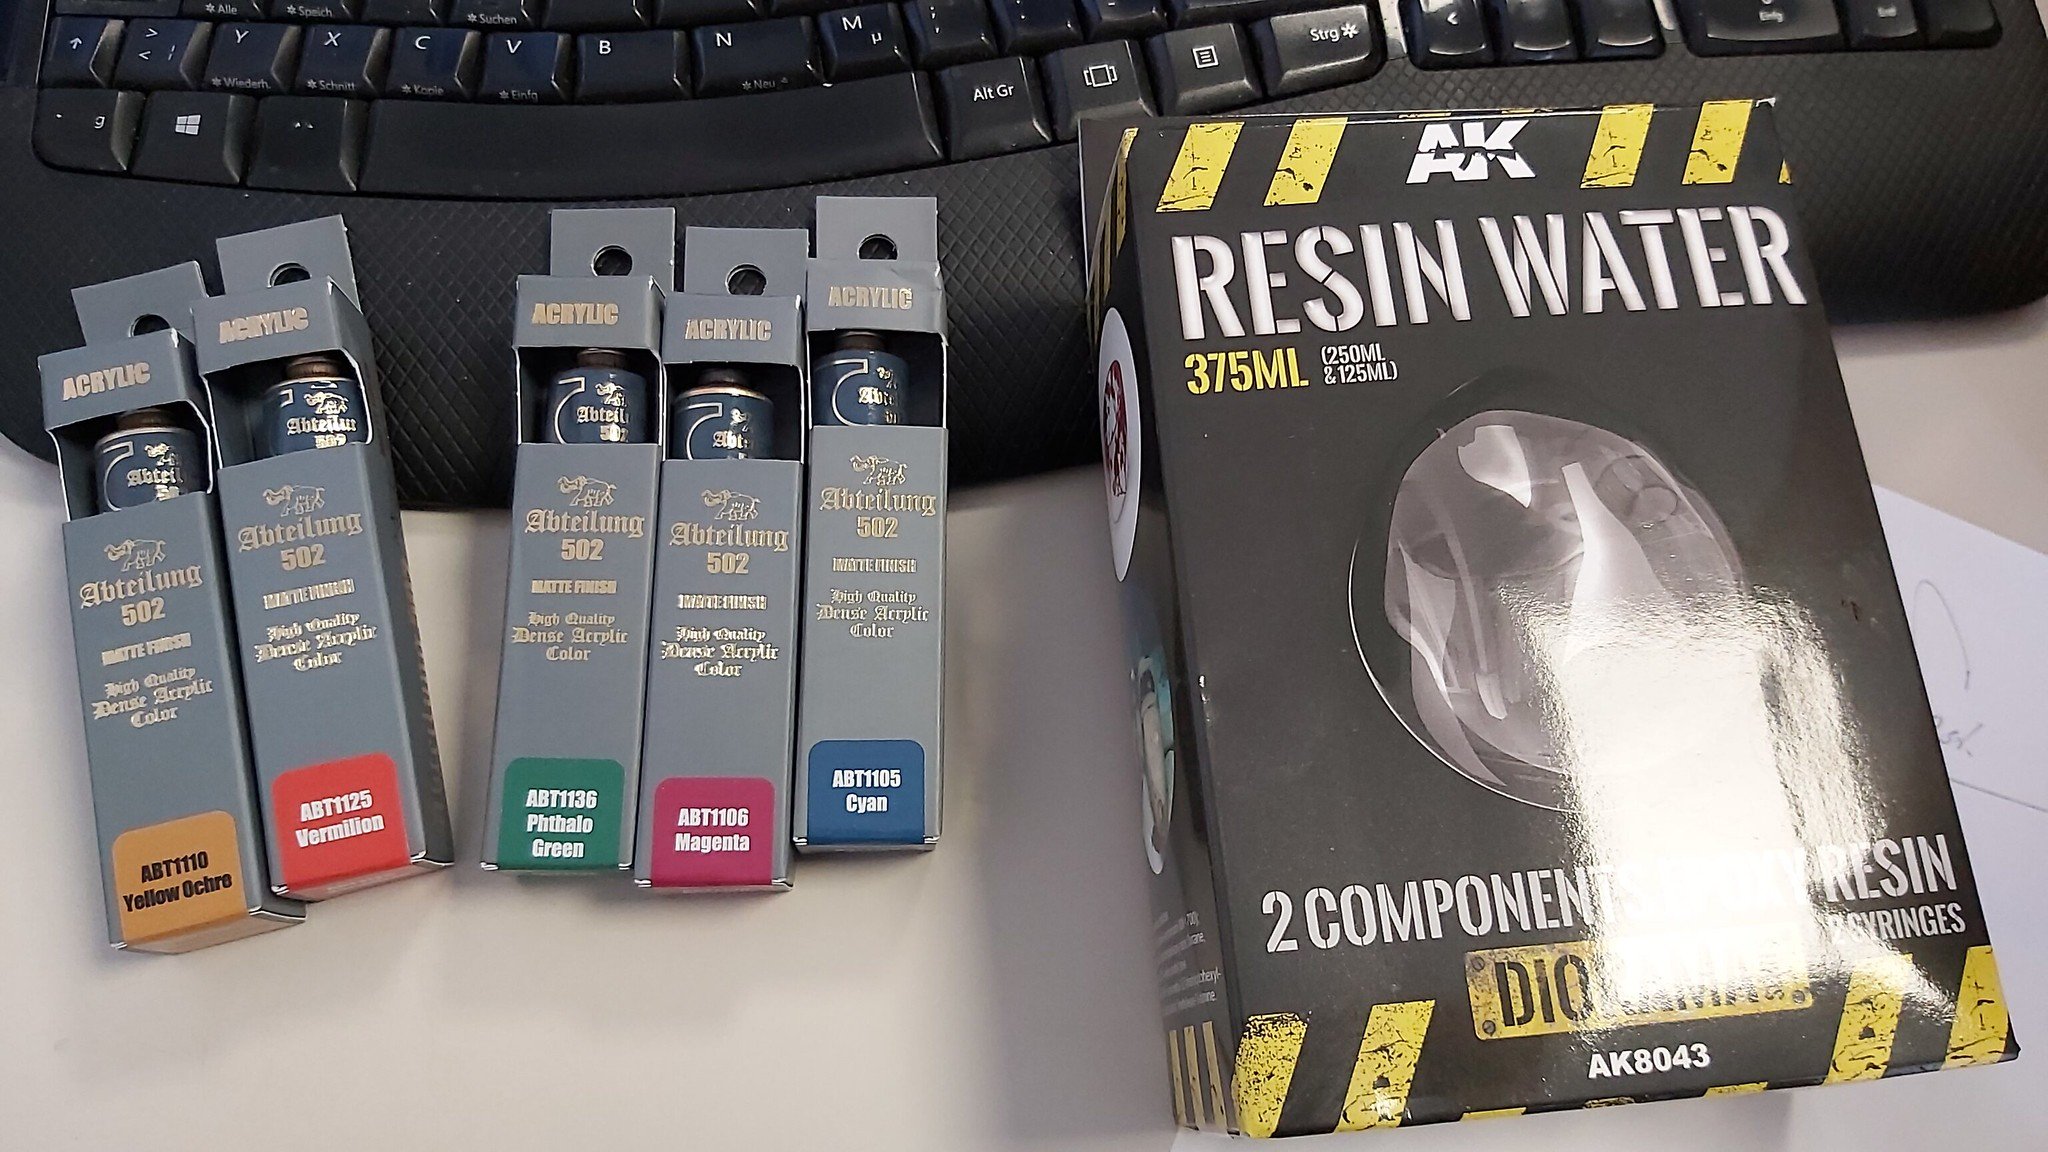 * Alle
* Speich
* Suchen
Y
X
C
V
B
N
M
µ
* Wiederh.
* Schnitt
* Kopie
* Einfg
* Neu
g
Alt Gr
Strg *
ACRYLIC
Abteilung
502
MATTE FINISH
High Quality
Dense Acrylic
Color
ABT1110
Yellow Ochre
ACRYLIC
Abteilung
502
MATTE FINISH
High Quality
Dense Acrylic
Color
ABT1125
Vermilion
ACRYLIC
Abteilung
502
MATTE FINISH
High Quality
Dense Acrylic
Color
ABT1136
Phthalo
Green
ACRYLIC
Abteilung
502
MATTE FINISH
High Quality
Dense Acrylic
Color
ABT1106
Magenta
ACRYLIC
Abteilung
502
MATTE FINISH
High Quality
Dense Acrylic
Color
ABT1105
Cyan
AK
RESIN WATER
375ML (250ML
& 125ML)
2 COMPONENTS EPOXY RESIN
2 SYRINGES
DIORAMAS
AK8043